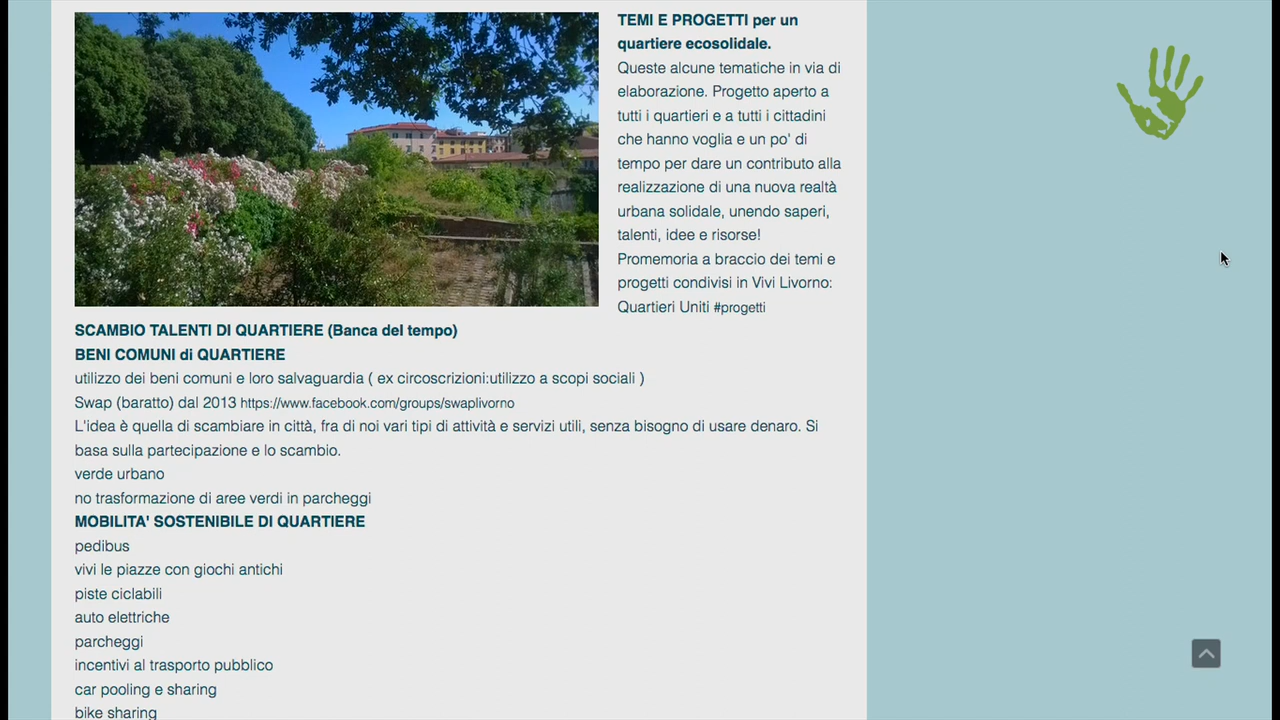 TEMI E PROGETTI per un
quartiere ecosolidale.
Queste alcune tematiche in via di
elaborazione. Progetto aperto a
tutti i quartieri e a tutti i cittadini
che hanno voglia e un po' di
tempo per dare un contributo alla
realizzazione di una nuova realtà
urbana solidale, unendo saperi,
talenti, idee e risorse!
Promemoria a braccio dei temi e
progetti condivisi in Vivi Livorno:
Quartieri Uniti #progetti
SCAMBIO TALENTI DI QUARTIERE (Banca del tempo)
BENI COMUNI di QUARTIERE
utilizzo dei beni comuni e loro salvaguardia ( ex circoscrizioni:utilizzo a scopi sociali )
Swap (baratto) dal 2013 https://www.facebook.com/groups/swaplivorno
L'idea è quella di scambiare in città, fra di noi vari tipi di attività e servizi utili, senza bisogno di usare denaro. Si
basa sulla partecipazione e lo scambio.
verde urbano
no trasformazione di aree verdi in parcheggi
MOBILITA' SOSTENIBILE DI QUARTIERE
pedibus
vivi le piazze con giochi antichi
piste ciclabili
auto elettriche
parcheggi
incentivi al trasporto pubblico
car pooling e sharing
bike sharing